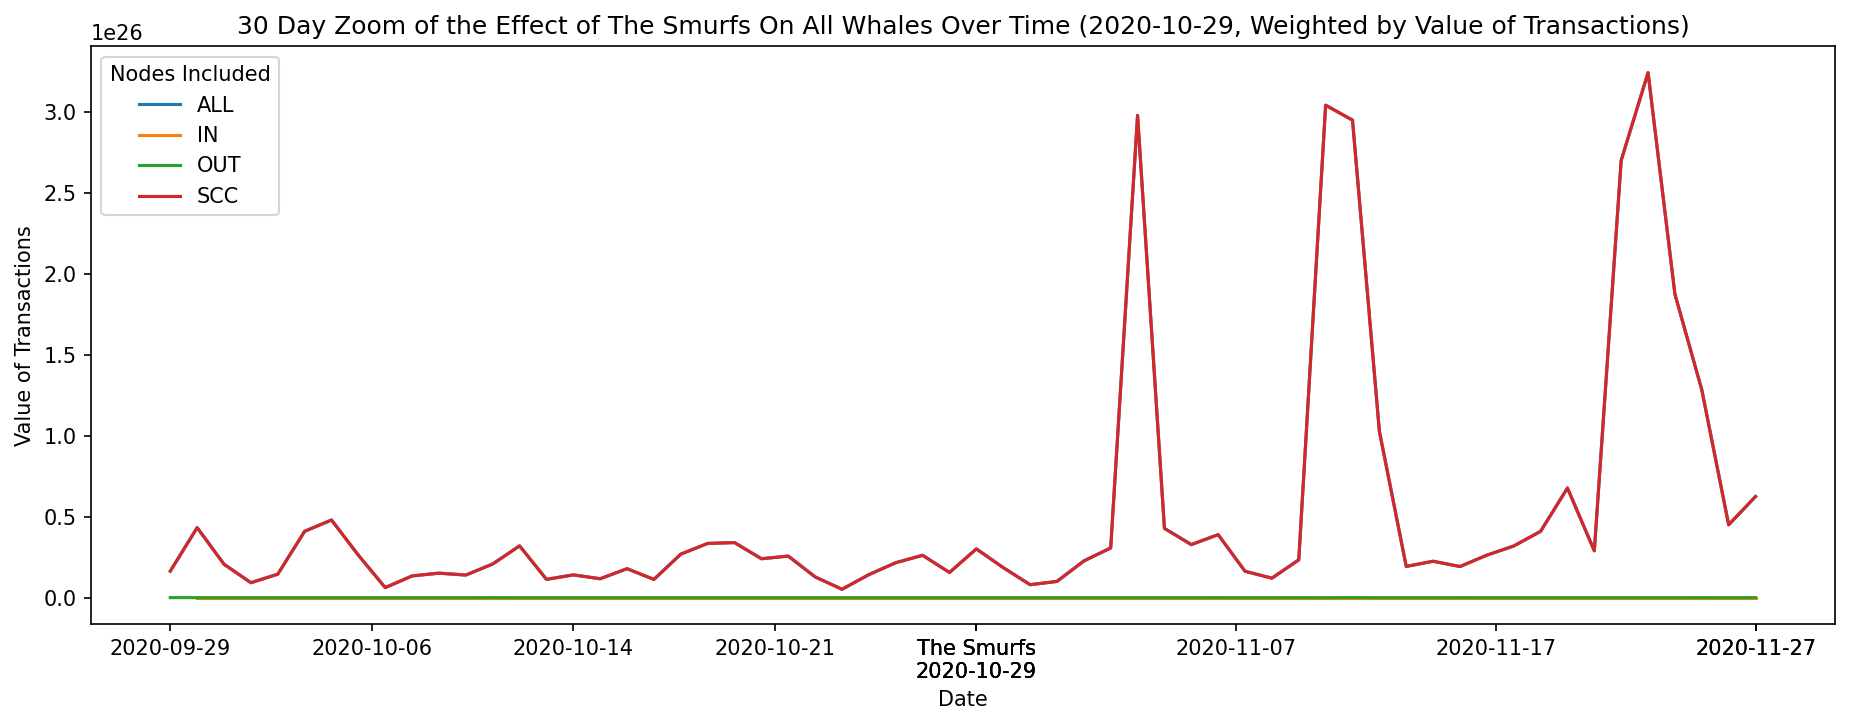 30 Day Zoom of the Effect of The Smurfs On All Whales Over Time (2020-10-29, Weighted by Value of Transactions)
1e26
Nodes Included
ALL
IN
OUT
SCC
3.0
2.5
2.0
1.5
1.0
0.5
0.0
Value of Transactions
2020-09-29
2020-10-06
2020-10-14
2020-10-21
The Smurfs
2020-10-29
2020-11-07
2020-11-17
2020-11-27
Date